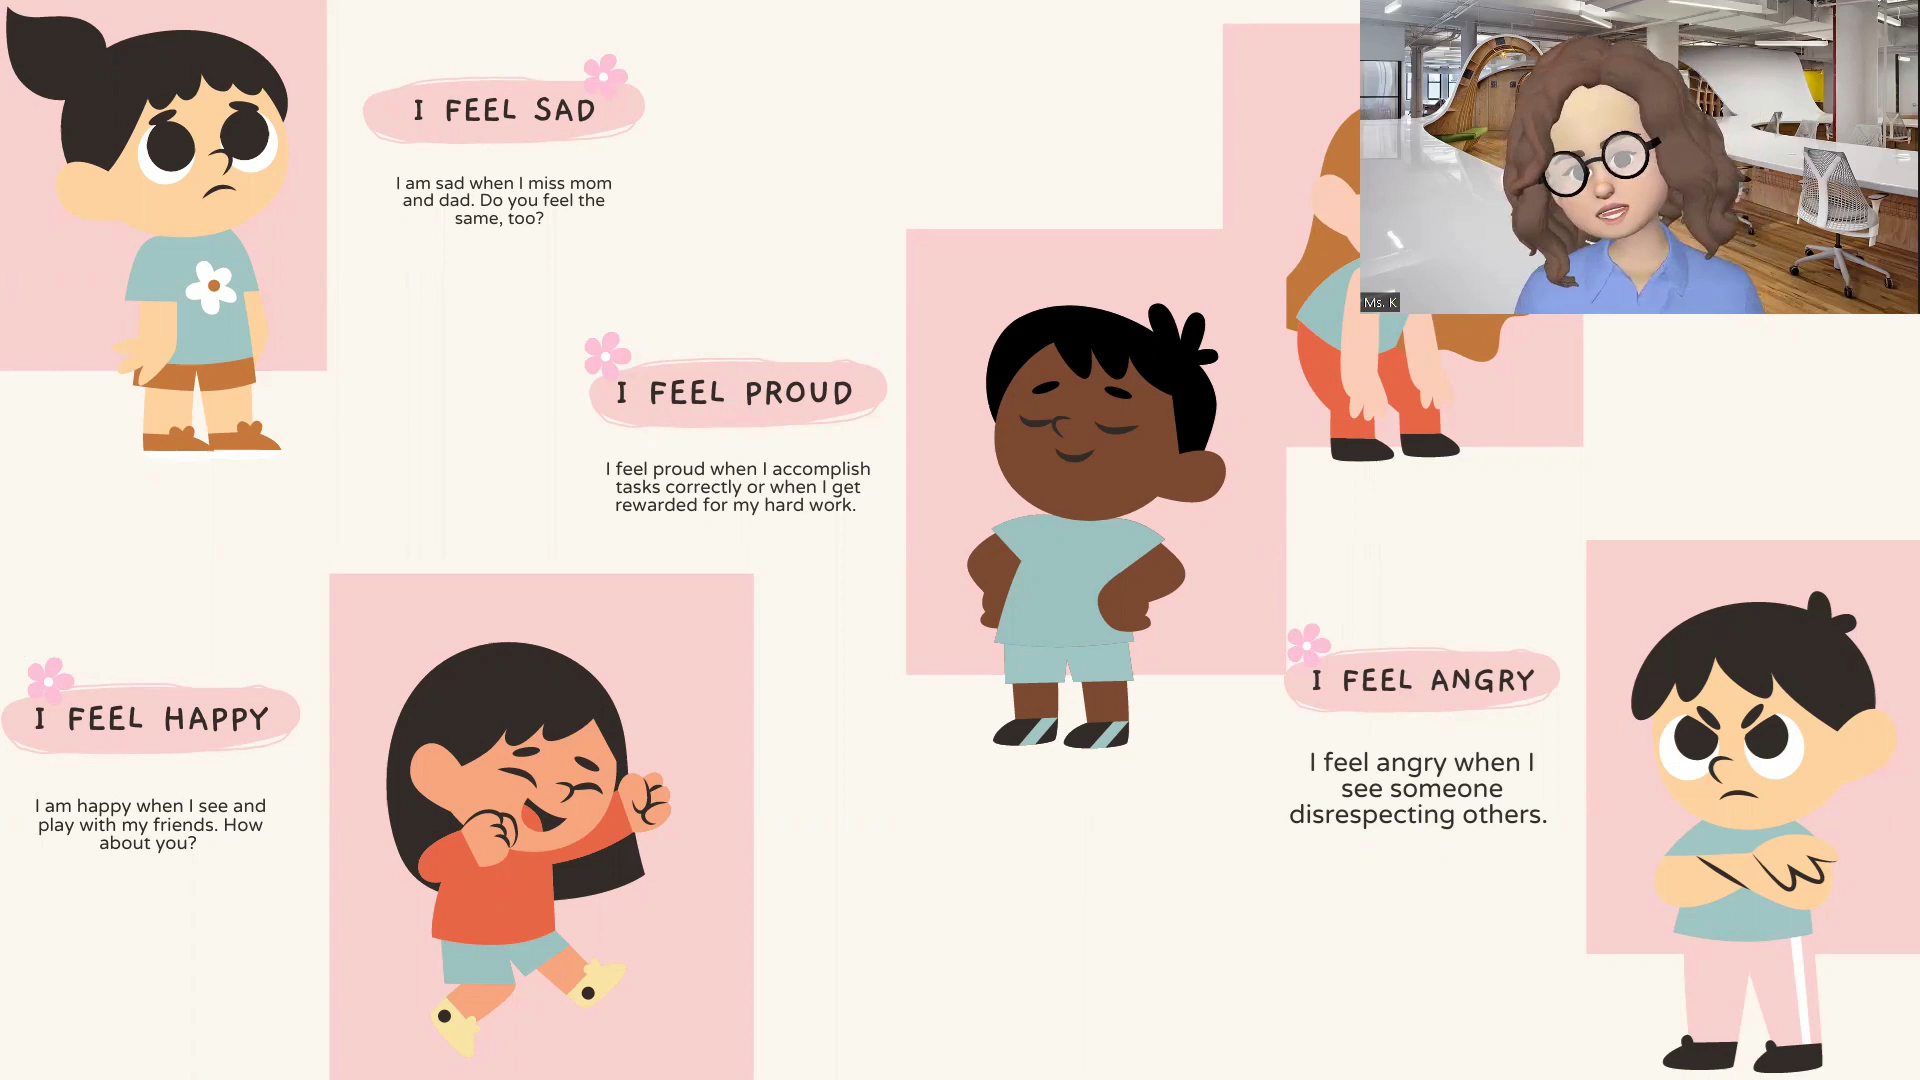 I FEEL SAD
I am sad when I miss mom
and dad. Do you feel the
same, too?
I FEEL PROUD
I feel proud when I accomplish
tasks correctly or when I get
rewarded for my hard work.
I FEEL HAPPY
I am happy when I see and
play with my friends. How
about you?
I FEEL ANGRY
I feel angry when I
see someone
disrespecting others.
Ms. K